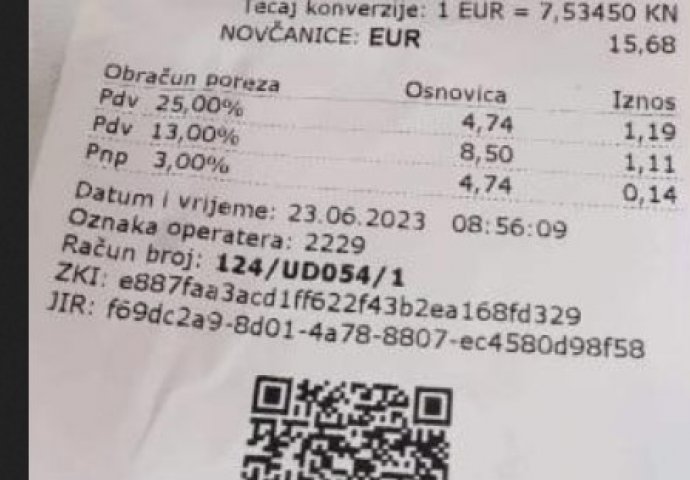 Tečaj konverzije: 1 EUR = 7,53450 KN
NOVČANICE: EUR 15,68
Obračun poreza Osnovica Iznos
Pdv 25,00% 4,74 1,19
Pdv 13,00% 8,50 1,11
Pnp 3,00% 4,74 0,14
Datum i vrijeme: 23.06.2023 08:56:09
Oznaka operatera: 2229
Račun broj: 124/UD054/1
ZKI: e887faa3acd1ff622f43b2ea168fd329
JIR: f69dc2a9-8d01-4a78-8807-ec4580d98f58